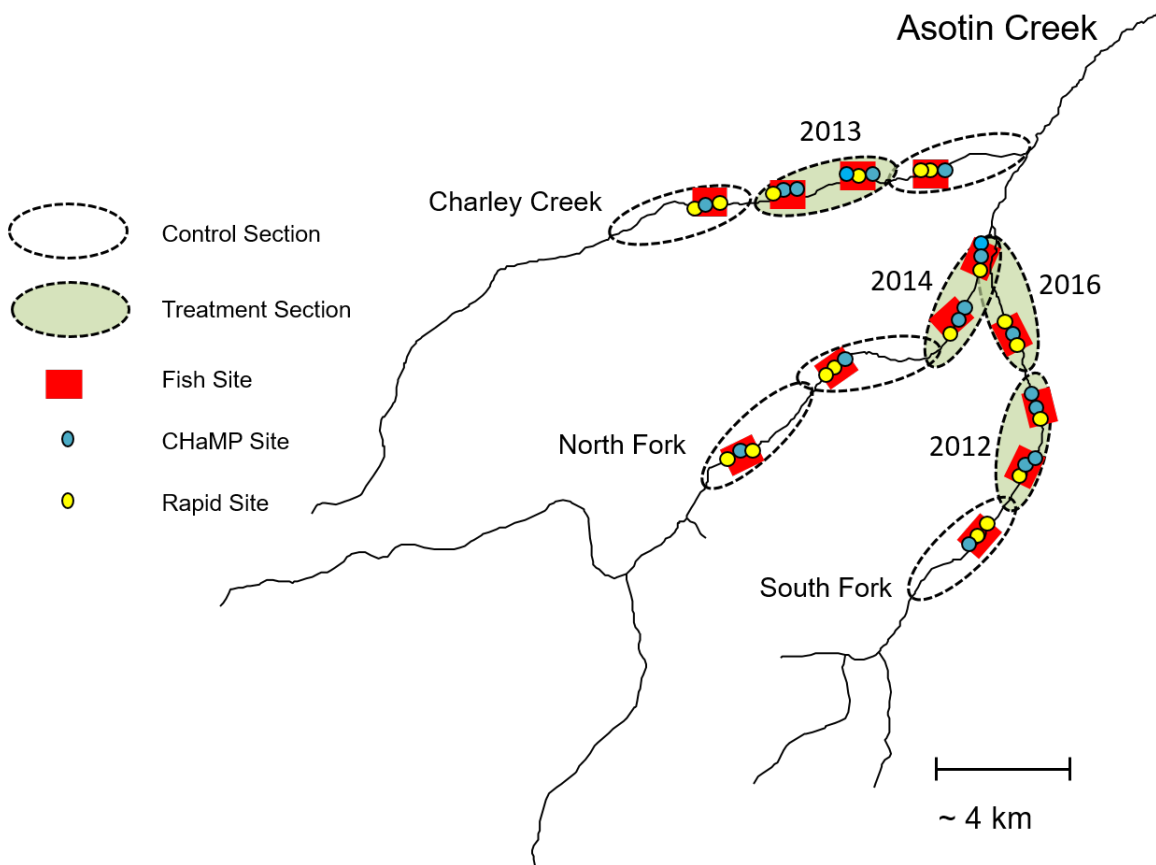 Asotin Creek
2013
Charley Creek
Control Section
Treatment Section
2014
2016
Fish Site
CHaMP Site
North Fork
2012
Rapid Site
South Fork
~ 4 km